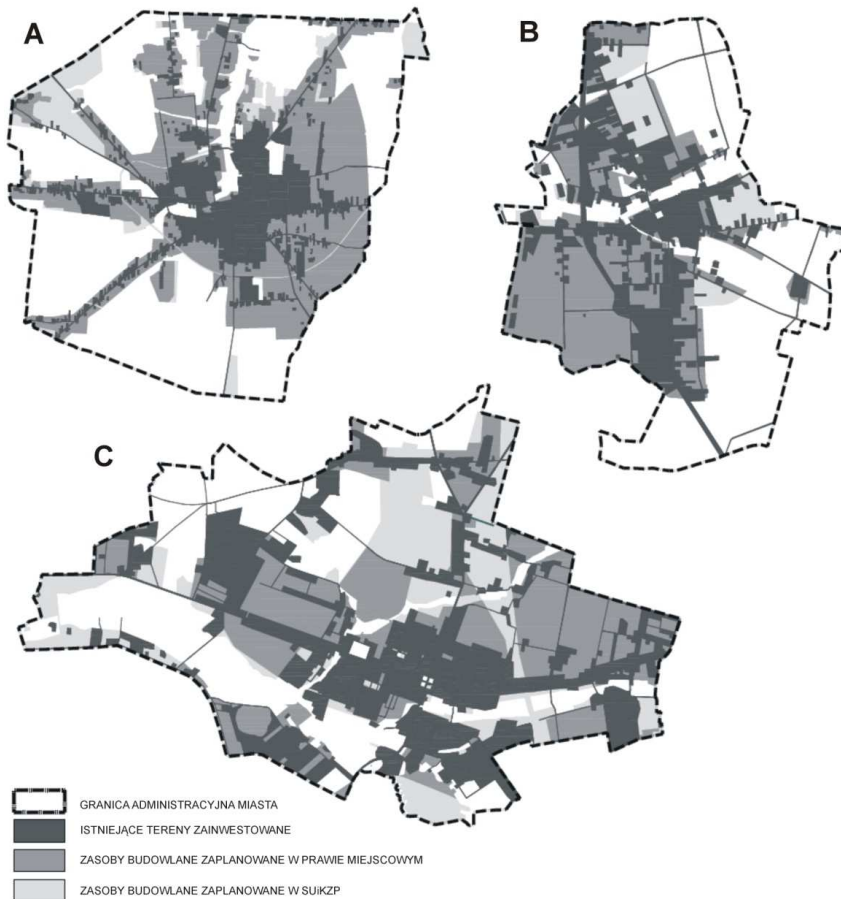 A
B
C
GRANICA ADMINISTRACYJNA MIASTA
ISTNIEJĄCE TERENY ZAINWESTOWANE
ZASOBY BUDOWLANE ZAPLANOWANE W PRAWIE MIEJSCOWYM
ZASOBY BUDOWLANE ZAPLANOWANE W SUiKZP